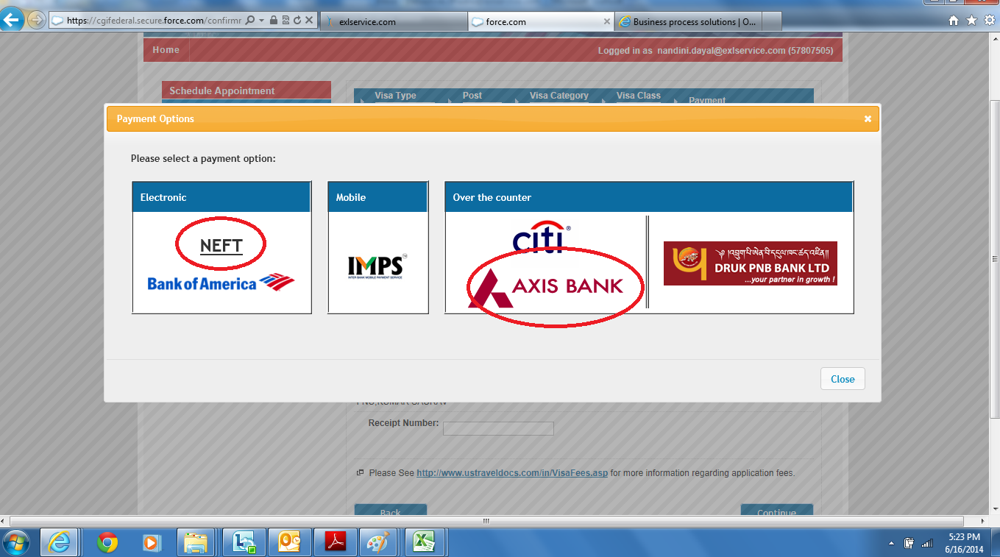 https://cgifederal.secure.force.com/confirmr
exlservice.com
force.com
Business process solutions | O...
Home
Logged in as nandini.dayal@exlservice.com (57807505)
Schedule Appointment
Visa Type
Post
Visa Category
Visa Class
Payment
Payment Options
Please select a payment option:
Electronic
Mobile
Over the counter
NEFT
Bank of America
IMPS™
INTER BANK MOBILE PAYMENT SERVICE
citi®
AXIS BANK
DRUK PNB BANK LTD
...your partner in growth !
Close
Receipt Number:
Please See http://www.ustraveldocs.com/in/VisaFees.asp for more information regarding application fees.
Back
Continue
5:23 PM
6/16/2014